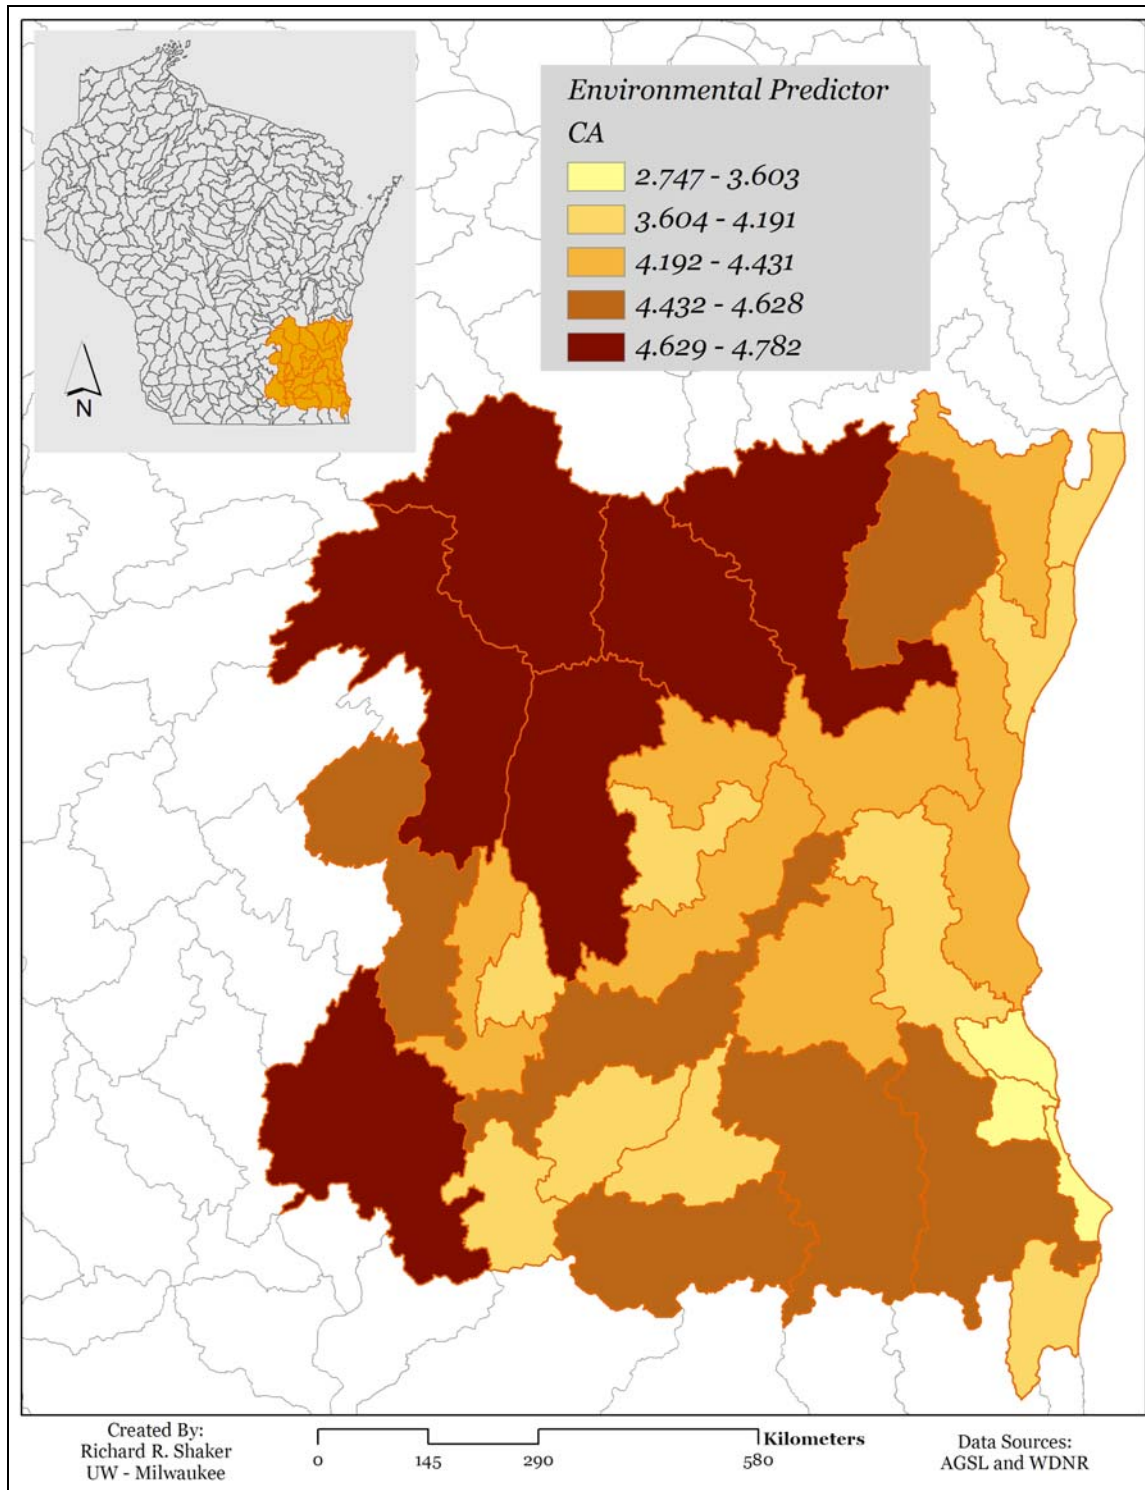 Environmental Predictor
CA
2.747 - 3.603
3.604 - 4.191
4.192 - 4.431
4.432 - 4.628
4.629 - 4.782
N
Created By:
Richard R. Shaker
UW - Milwaukee
Kilometers
0 145 290 580
Data Sources:
AGSL and WDNR